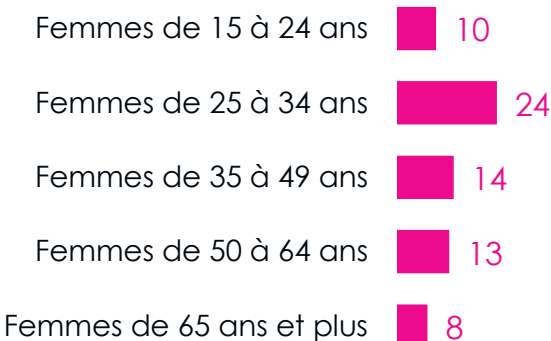 Femmes de 15 à 24 ans 10
Femmes de 25 à 34 ans 24
Femmes de 35 à 49 ans 14
Femmes de 50 à 64 ans 13
Femmes de 65 ans et plus 8